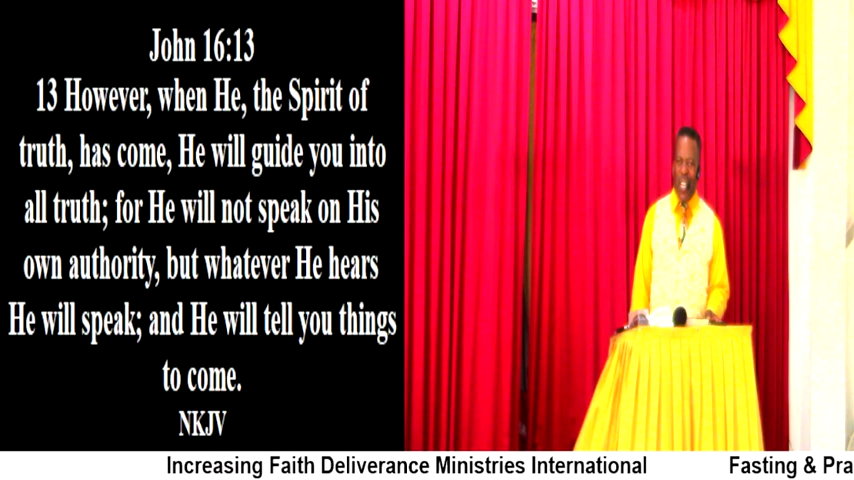 John 16:13
13 However, when He, the Spirit of
truth, has come, He will guide you into
all truth; for He will not speak on His
own authority, but whatever He hears
He will speak; and He will tell you things
to come.
NKJV
Increasing Faith Deliverance Ministries International
Fasting & Pra